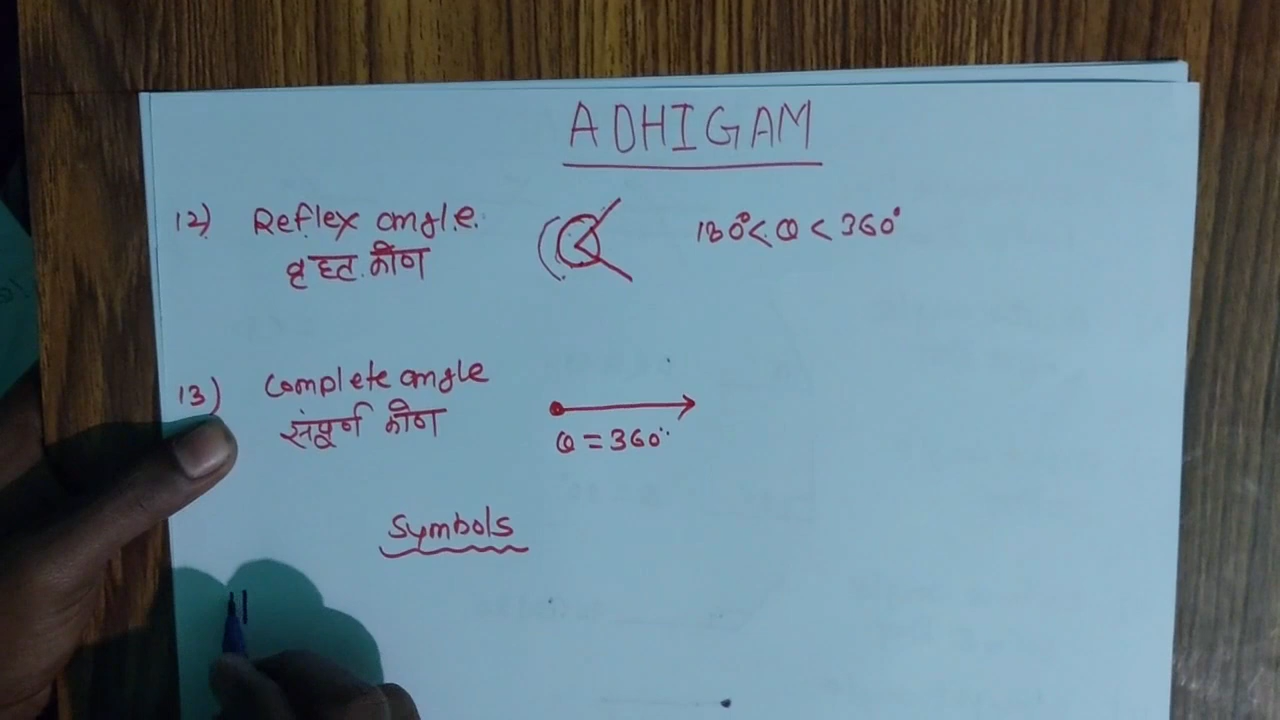 ADHIGAM
12) Reflex angle. 180°<θ<360°
वृहत कोण
13) Complete angle
संपूर्ण कोण θ=360°
Symbols